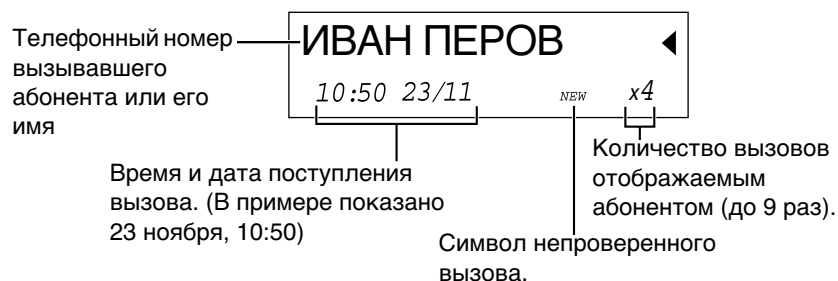 Телефонный номер
вызывавшего
абонента или его
имя
ИВАН ПЕРОВ
10:50 23/11 NEW x4
Время и дата поступления
вызова. (В примере показано
23 ноября, 10:50)
Количество вызовов
отображаемым
абонентом (до 9 раз).
Символ непроверенного
вызова.